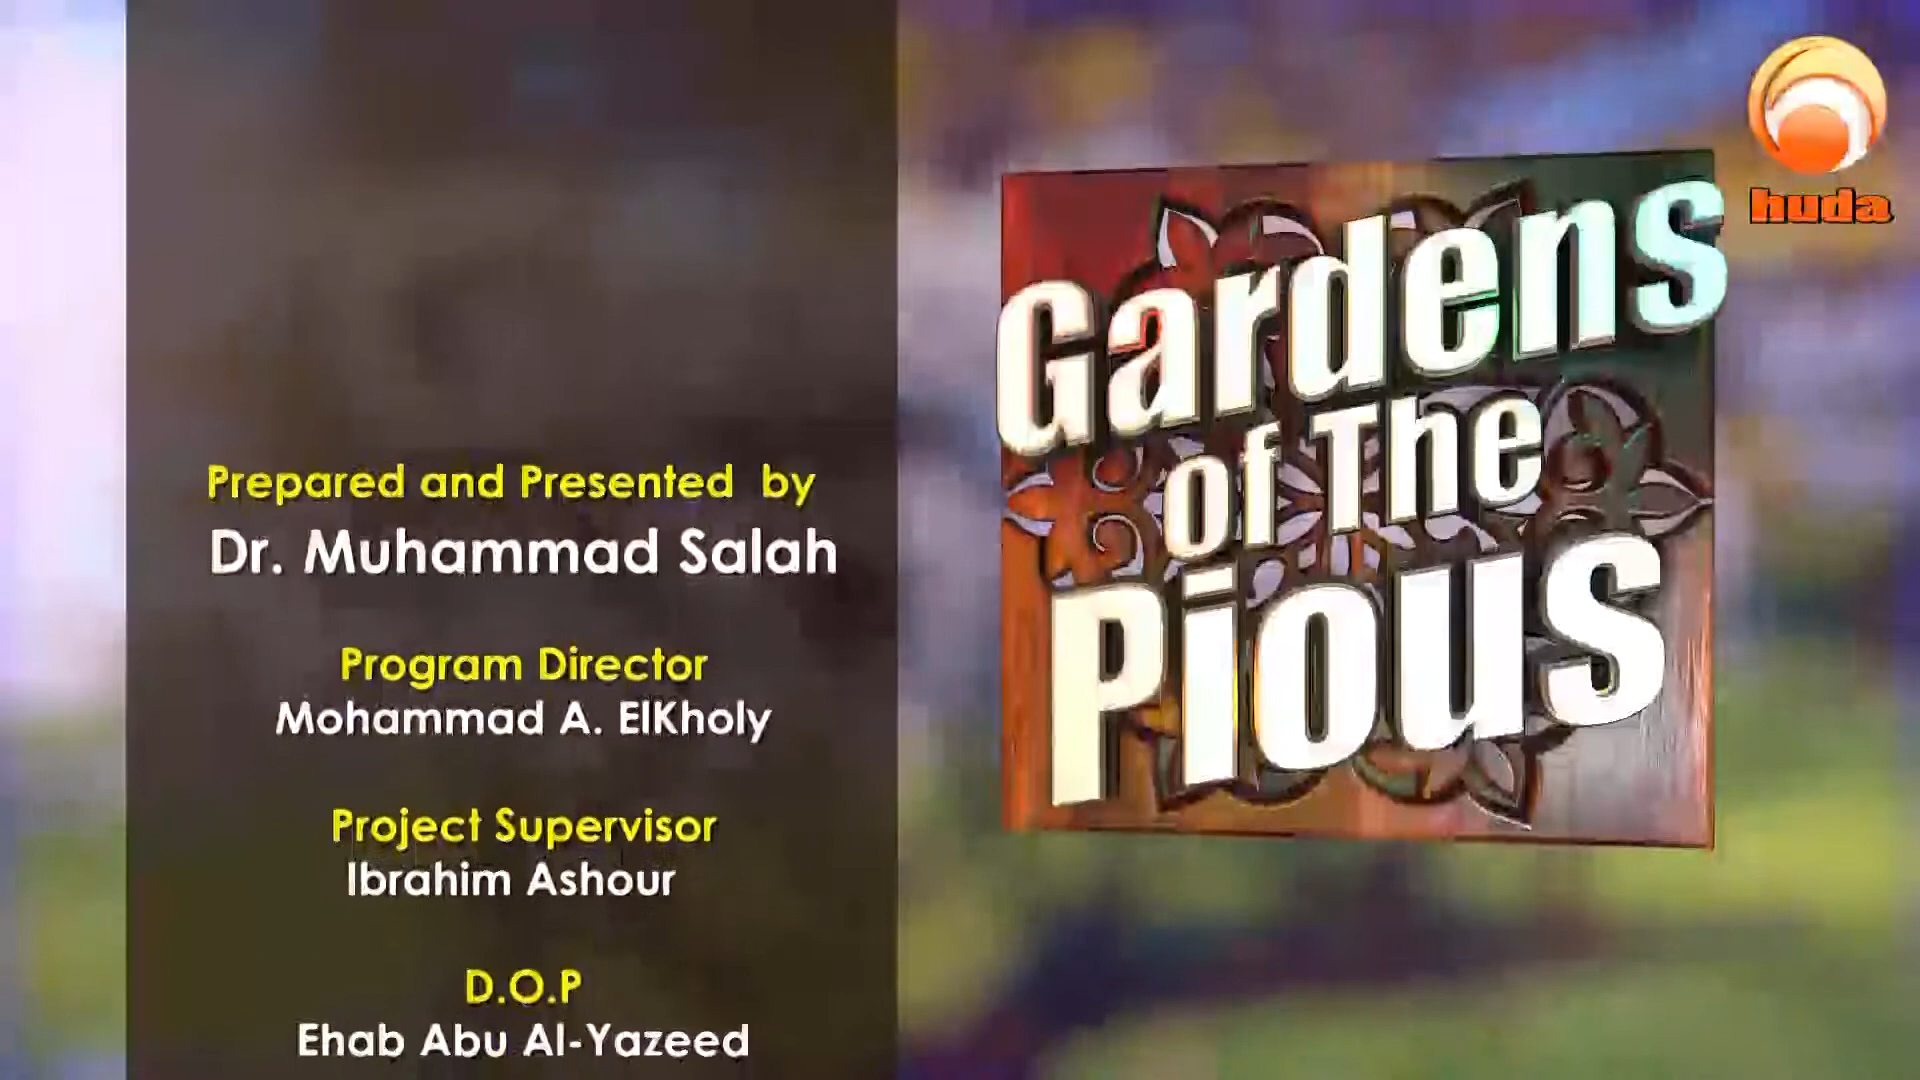 Prepared and Presented by
Dr. Muhammad Salah
Program Director
Mohammad A. ElKholy
Project Supervisor
Ibrahim Ashour
D.O.P
Ehab Abu Al-Yazeed
Gardens
of The
Pious
huda